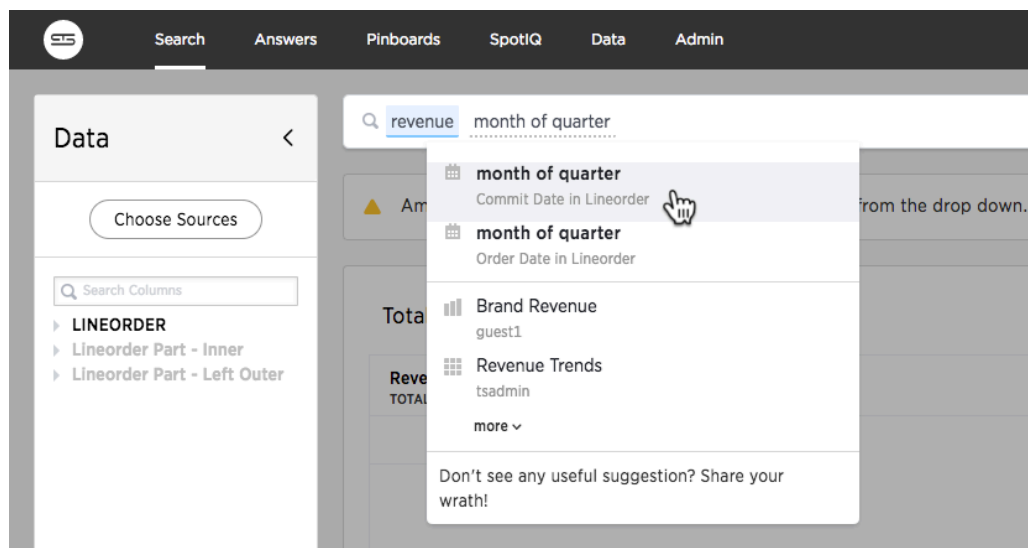 Search Answers Pinboards SpotIQ Data Admin
Data
Choose Sources
Search Columns
LINEORDER
Lineorder Part - Inner
Lineorder Part - Left Outer
revenue month of quarter
Am from the drop down.
month of quarter
Commit Date in Lineorder
month of quarter
Order Date in Lineorder
Tota
Brand Revenue
guest1
Reve
TOTAL
Revenue Trends
tsadmin
more
Don't see any useful suggestion? Share your
wrath!